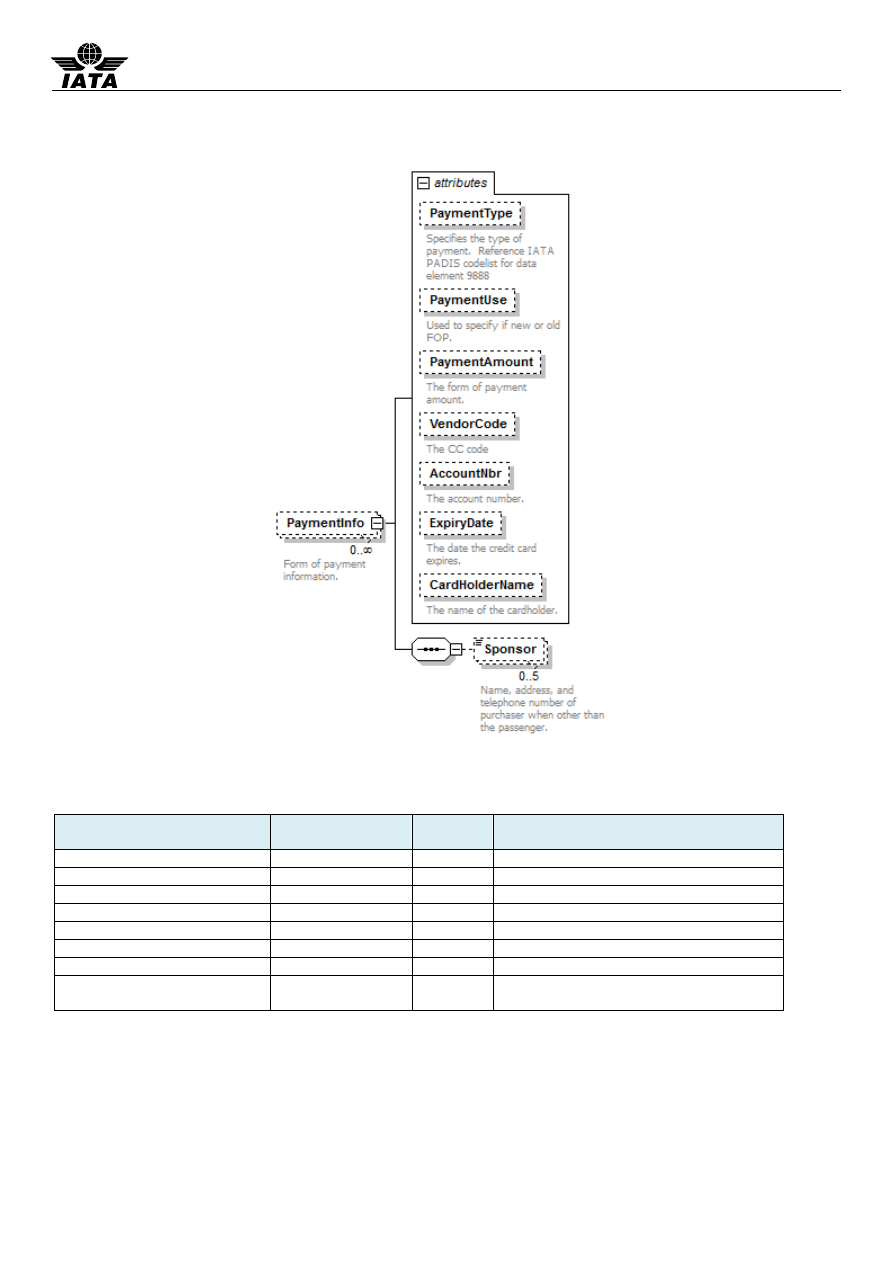 IATA
attributes
PaymentType
Specifies the type of
payment.  Reference IATA
PADIS codelist for data
element 9888
PaymentUse
Used to specify if new or old
FOP.
PaymentAmount
The form of payment
amount.
VendorCode
The CC code
AccountNbr
The account number.
PaymentInfo
0..∞
Form of payment
information.
ExpiryDate
The date the credit card
expires.
CardHolderName
The name of the cardholder.
Sponsor
0..5
Name, address, and
telephone number of
purchaser when other than
the passenger.